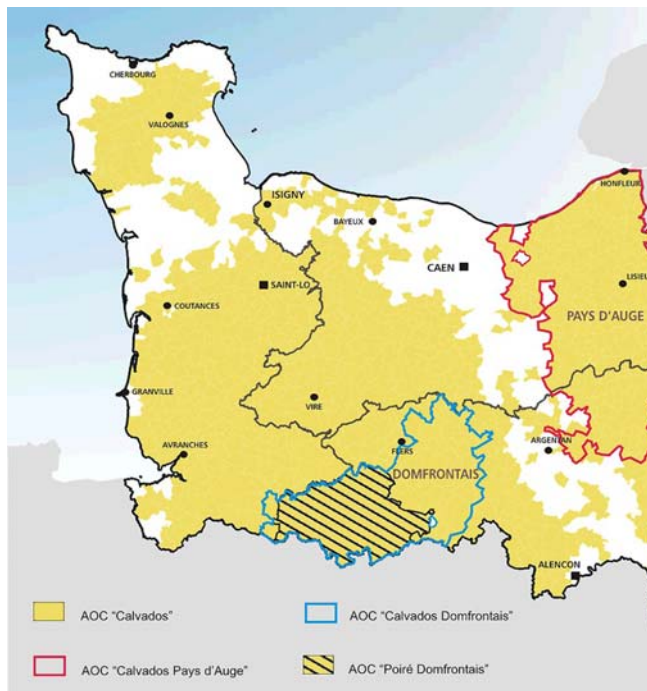 CHERBOURG
VALOGNES
ISIGNY
BAYEUX
HONFLEUR
CAEN
SAINT-LO
LISIEU
COUTANCES
PAYS D'AUGE
GRANVILLE
VIRE
AVRANCHES
FLERS
ARGENTAN
DOMFRONTAIS
ALENCON
AOC "Calvados"
AOC "Calvados Domfrontais"
AOC "Calvados Pays d'Auge"
AOC "Poiré Domfrontais"